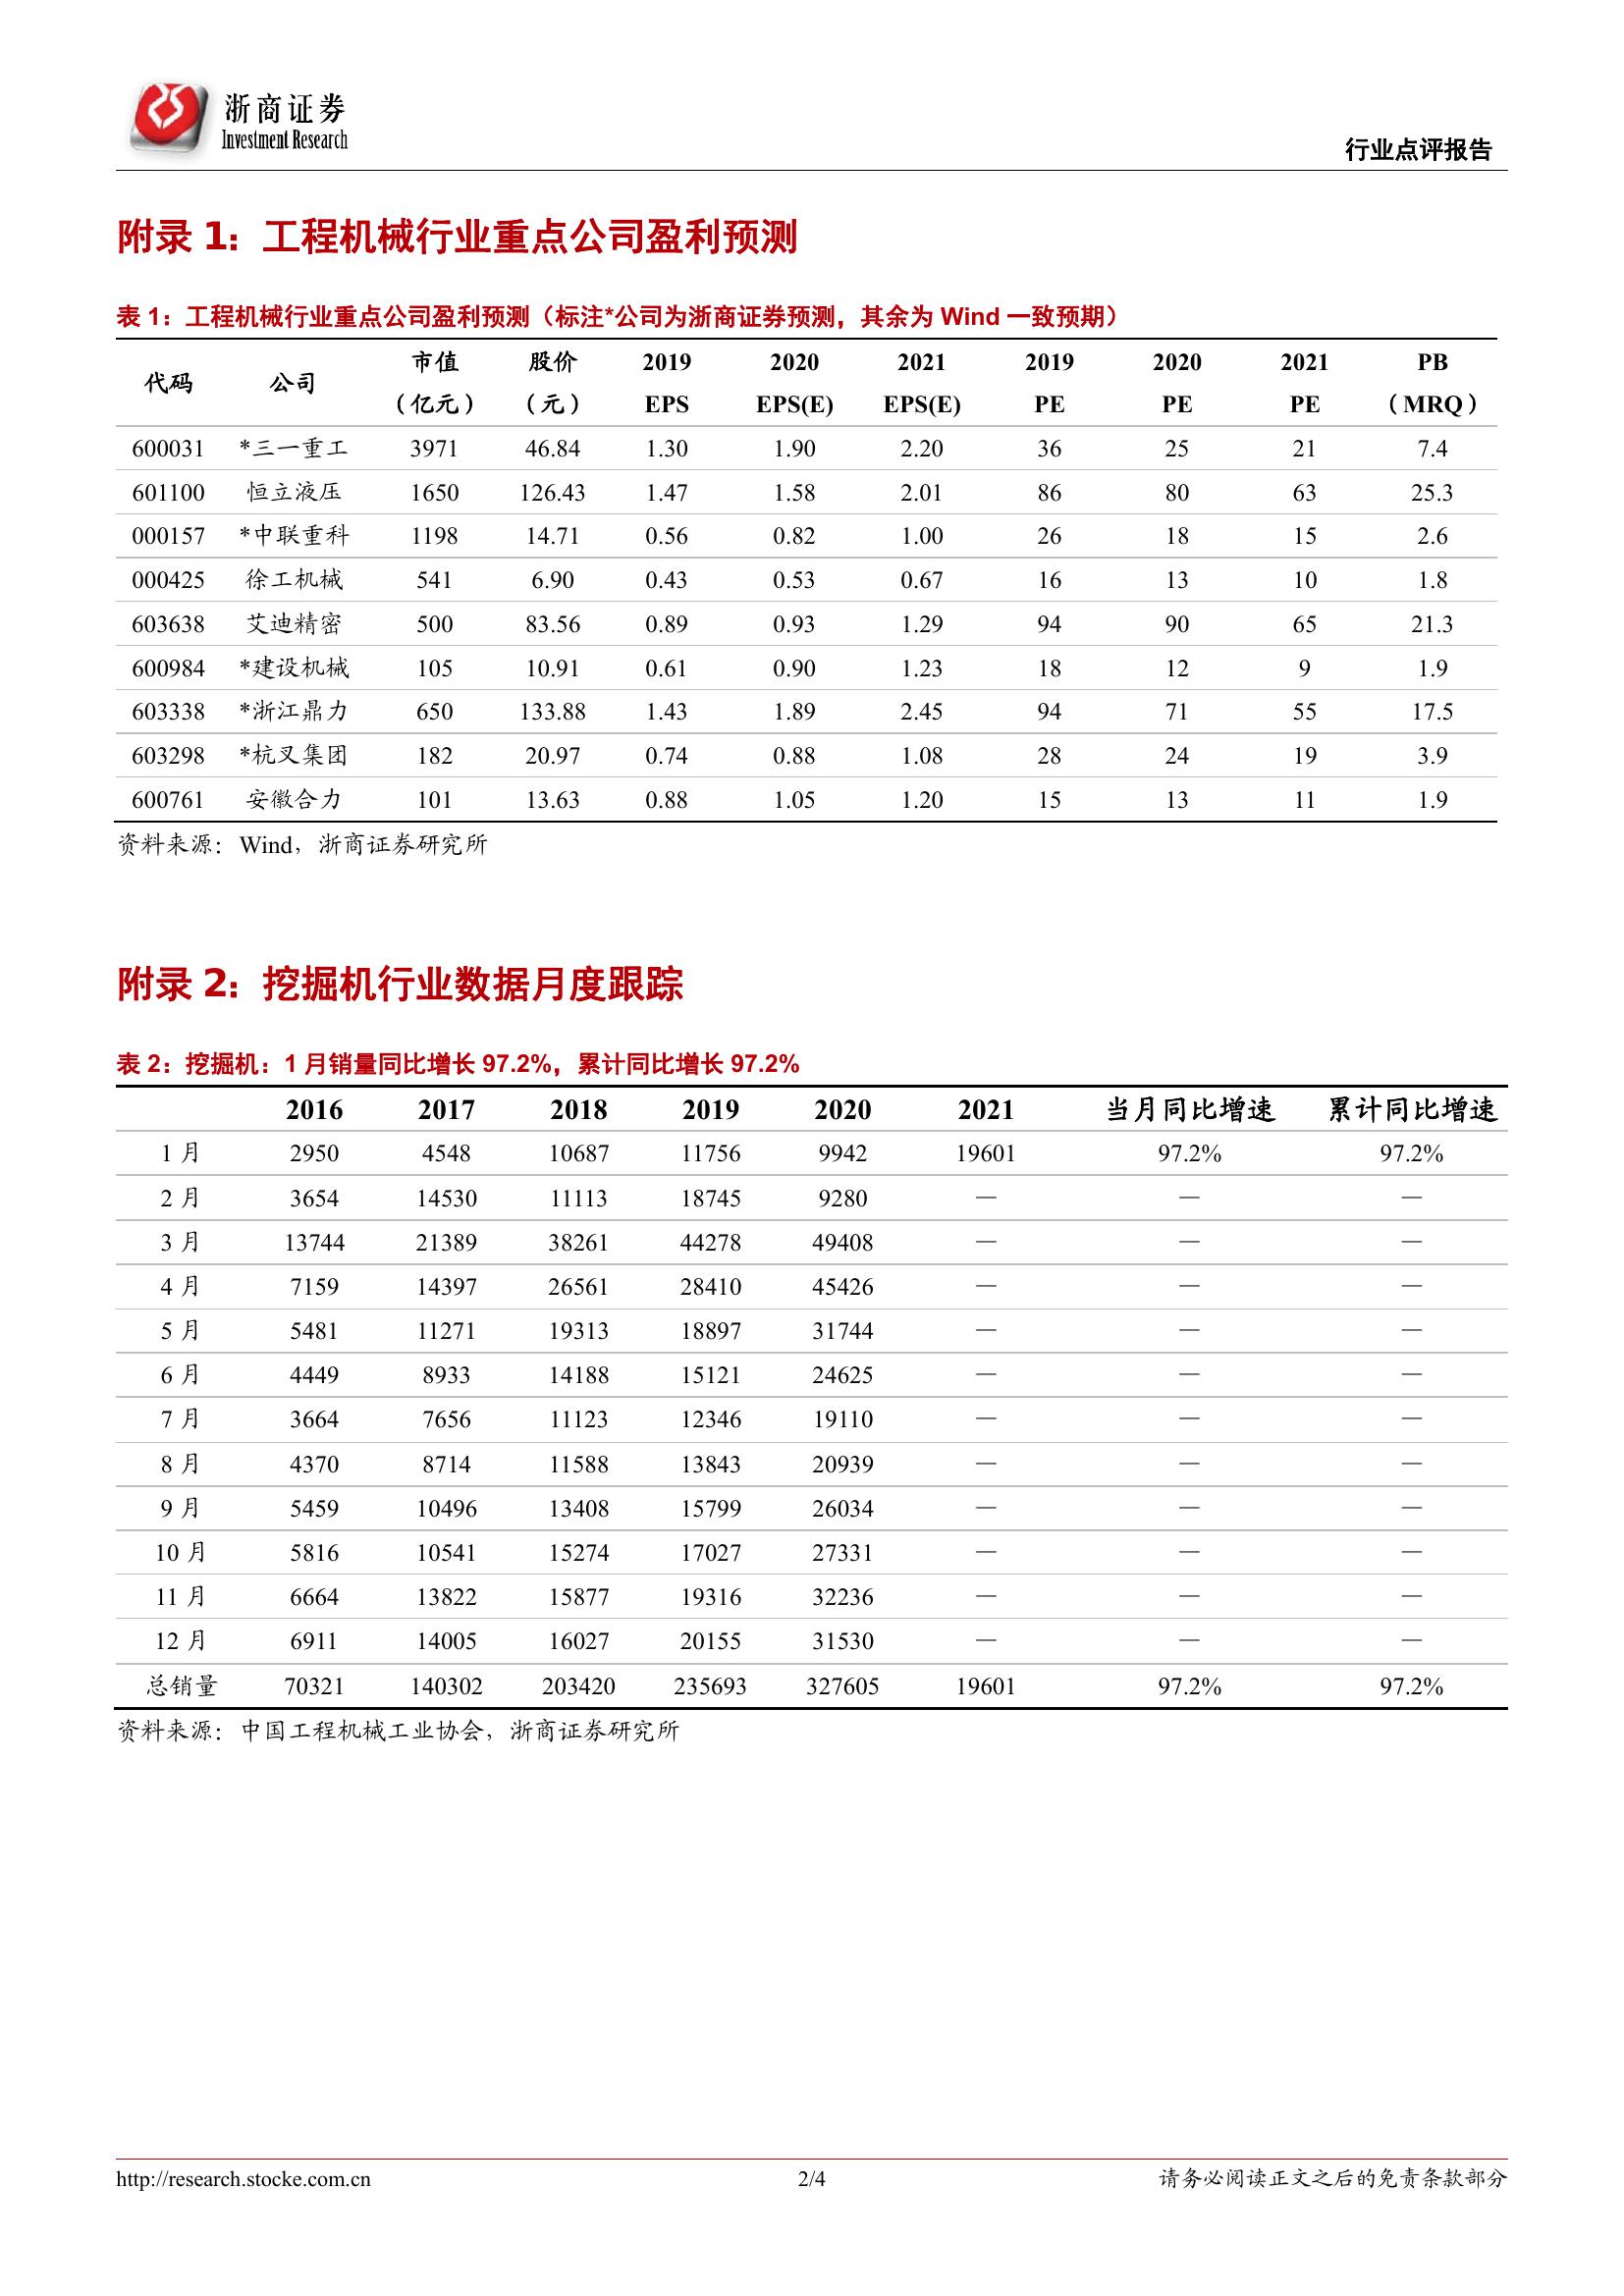 浙商证券
Investment Research
行业点评报告
附录 1：工程机械行业重点公司盈利预测
表 1：工程机械行业重点公司盈利预测（标注*公司为浙商证券预测，其余为 Wind 一致预期）
代码 公司 市值（亿元） 股价（元） 2019 EPS 2020 EPS(E) 2021 EPS(E) 2019 PE 2020 PE 2021 PE PB（MRQ）
600031 *三一重工 3971 46.84 1.30 1.90 2.20 36 25 21 7.4
601100 恒立液压 1650 126.43 1.47 1.58 2.01 86 80 63 25.3
000157 *中联重科 1198 14.71 0.56 0.82 1.00 26 18 15 2.6
000425 徐工机械 541 6.90 0.43 0.53 0.67 16 13 10 1.8
603638 艾迪精密 500 83.56 0.89 0.93 1.29 94 90 65 21.3
600984 *建设机械 105 10.91 0.61 0.90 1.23 18 12 9 1.9
603338 *浙江鼎力 650 133.88 1.43 1.89 2.45 94 71 55 17.5
603298 *杭叉集团 182 20.97 0.74 0.88 1.08 28 24 19 3.9
600761 安徽合力 101 13.63 0.88 1.05 1.20 15 13 11 1.9
资料来源：Wind，浙商证券研究所
附录 2：挖掘机行业数据月度跟踪
表 2：挖掘机：1 月销量同比增长 97.2%，累计同比增长 97.2%
2016 2017 2018 2019 2020 2021 当月同比增速 累计同比增速
1 月 2950 4548 10687 11756 9942 19601 97.2% 97.2%
2 月 3654 14530 11113 18745 9280 — — —
3 月 13744 21389 38261 44278 49408 — — —
4 月 7159 14397 26561 28410 45426 — — —
5 月 5481 11271 19313 18897 31744 — — —
6 月 4449 8933 14188 15121 24625 — — —
7 月 3664 7656 11123 12346 19110 — — —
8 月 4370 8714 11588 13843 20939 — — —
9 月 5459 10496 13408 15799 26034 — — —
10 月 5816 10541 15274 17027 27331 — — —
11 月 6664 13822 15877 19316 32236 — — —
12 月 6911 14005 16027 20155 31530 — — —
总销量 70321 140302 203420 235693 327605 19601 97.2% 97.2%
资料来源：中国工程机械工业协会，浙商证券研究所
http://research.stocke.com.cn 2/4 请务必阅读正文之后的免责条款部分